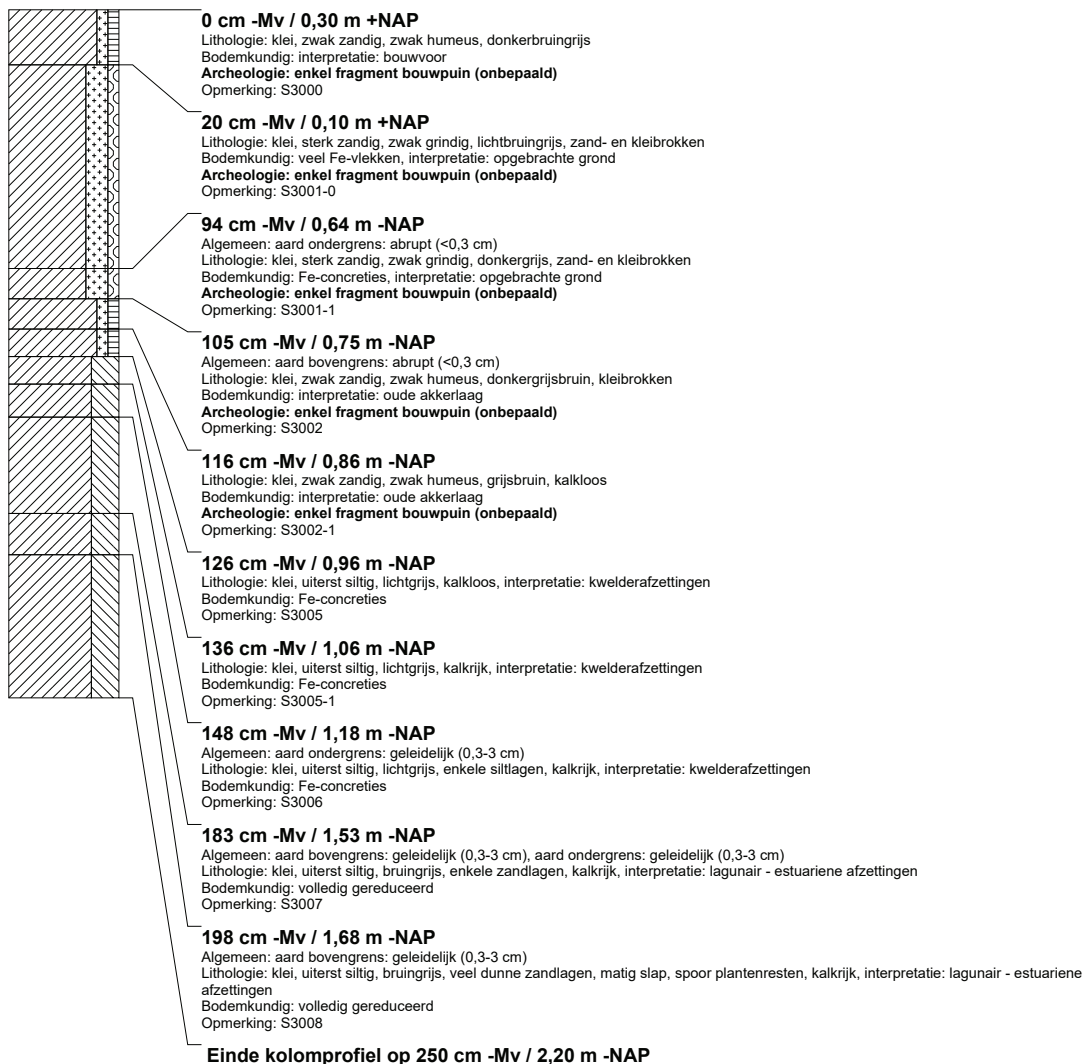 0 cm -Mv / 0,30 m +NAP
Lithologie: klei, zwak zandig, zwak humeus, donkerbruingrijs
Bodemkundig: interpretatie: bouwvoor
Archeologie: enkel fragment bouwpuin (onbepaald)
Opmerking: S3000
20 cm -Mv / 0,10 m +NAP
Lithologie: klei, sterk zandig, zwak grindig, lichtbruingrijs, zand- en kleibrokken
Bodemkundig: veel Fe-vlekken, interpretatie: opgebrachte grond
Archeologie: enkel fragment bouwpuin (onbepaald)
Opmerking: S3001-0
94 cm -Mv / 0,64 m -NAP
Algemeen: aard ondergrens: abrupt (<0,3 cm)
Lithologie: klei, sterk zandig, zwak grindig, donkergrijs, zand- en kleibrokken
Bodemkundig: Fe-concreties, interpretatie: opgebrachte grond
Archeologie: enkel fragment bouwpuin (onbepaald)
Opmerking: S3001-1
105 cm -Mv / 0,75 m -NAP
Algemeen: aard bovengrens: abrupt (<0,3 cm)
Lithologie: klei, zwak zandig, zwak humeus, donkergrijsbruin, kleibrokken
Bodemkundig: interpretatie: oude akkerlaag
Archeologie: enkel fragment bouwpuin (onbepaald)
Opmerking: S3002
116 cm -Mv / 0,86 m -NAP
Lithologie: klei, zwak zandig, zwak humeus, grijsbruin, kalkloos
Bodemkundig: interpretatie: oude akkerlaag
Archeologie: enkel fragment bouwpuin (onbepaald)
Opmerking: S3002-1
126 cm -Mv / 0,96 m -NAP
Lithologie: klei, uiterst siltig, lichtgrijs, kalkloos, interpretatie: kwelderafzettingen
Bodemkundig: Fe-concreties
Opmerking: S3005
136 cm -Mv / 1,06 m -NAP
Lithologie: klei, uiterst siltig, lichtgrijs, kalkrijk, interpretatie: kwelderafzettingen
Bodemkundig: Fe-concreties
Opmerking: S3005-1
148 cm -Mv / 1,18 m -NAP
Algemeen: aard ondergrens: geleidelijk (0,3-3 cm)
Lithologie: klei, uiterst siltig, lichtgrijs, enkele siltlagen, kalkrijk, interpretatie: kwelderafzettingen
Bodemkundig: Fe-concreties
Opmerking: S3006
183 cm -Mv / 1,53 m -NAP
Algemeen: aard bovengrens: geleidelijk (0,3-3 cm), aard ondergrens: geleidelijk (0,3-3 cm)
Lithologie: klei, uiterst siltig, bruingrijs, enkele zandlagen, kalkrijk, interpretatie: lagunair - estuariene afzettingen
Bodemkundig: volledig gereduceerd
Opmerking: S3007
198 cm -Mv / 1,68 m -NAP
Algemeen: aard bovengrens: geleidelijk (0,3-3 cm)
Lithologie: klei, uiterst siltig, bruingrijs, veel dunne zandlagen, matig slap, spoor plantenresten, kalkrijk, interpretatie: lagunair - estuariene
afzettingen
Bodemkundig: volledig gereduceerd
Opmerking: S3008
Einde kolomprofiel op 250 cm -Mv / 2,20 m -NAP